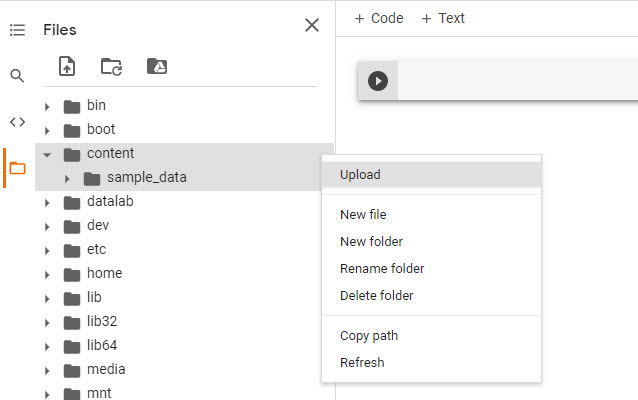 Files
+ Code + Text
bin
boot
content
sample_data
datalab
dev
etc
home
lib
lib32
lib64
media
mnt
Upload
New file
New folder
Rename folder
Delete folder
Copy path
Refresh